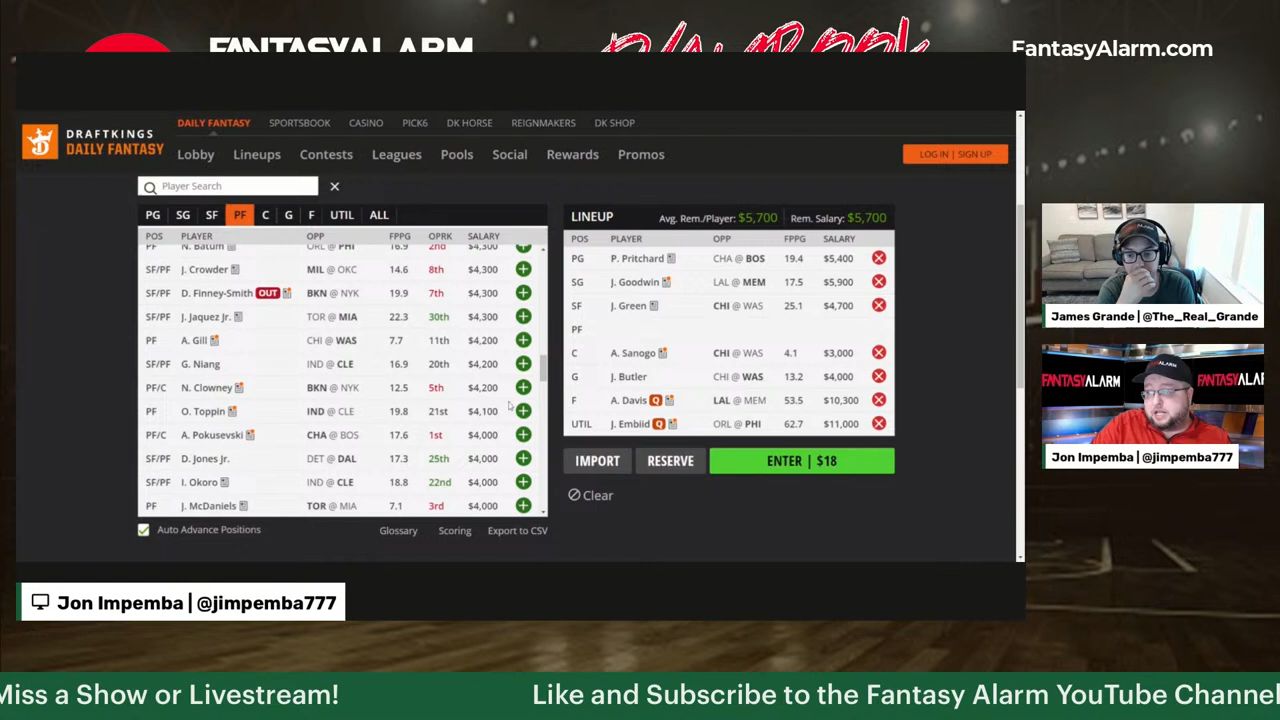 FANTASYALARM
PLAYBOOK
FantasyAlarm.com
DRAFTKINGS
DAILY FANTASY
DAILY FANTASY SPORTSBOOK CASINO PICK6 DK HORSE REIGNMAKERS DK SHOP
Lobby Lineups Contests Leagues Pools Social Rewards Promos
LOG IN | SIGN UP
Player Search
PG SG SF PF C G F UTIL ALL
POS PLAYER OPP FPPG OPRK SALARY
PF N. Batum ORL @ PHI 16.9 2nd $4,300
SF/PF J. Crowder MIL @ OKC 14.6 8th $4,300
SF/PF D. Finney-Smith OUT BKN @ NYK 19.9 7th $4,300
SF/PF J. Jaquez Jr. TOR @ MIA 22.3 30th $4,300
PF A. Gill CHI @ WAS 7.7 11th $4,200
SF/PF G. Niang IND @ CLE 16.9 20th $4,200
PF/C N. Clowney BKN @ NYK 12.5 5th $4,200
PF O. Toppin IND @ CLE 19.8 21st $4,100
PF/C A. Pokusevski CHA @ BOS 17.6 1st $4,000
SF/PF D. Jones Jr. DET @ DAL 17.3 25th $4,000
SF/PF I. Okoro IND @ CLE 18.8 22nd $4,000
PF J. McDaniels TOR @ MIA 7.1 3rd $4,000
Auto Advance Positions Glossary Scoring Export to CSV
LINEUP Avg. Rem./Player: $5,700 Rem. Salary: $5,700
POS PLAYER OPP FPPG SALARY
PG P. Pritchard CHA @ BOS 19.4 $5,400
SG J. Goodwin LAL @ MEM 17.5 $5,900
SF J. Green CHI @ WAS 25.1 $4,700
PF
C A. Sanogo CHI @ WAS 4.1 $3,000
G J. Butler CHI @ WAS 13.2 $4,000
F A. Davis Q LAL @ MEM 53.5 $10,300
UTIL J. Embiid Q ORL @ PHI 62.7 $11,000
IMPORT RESERVE ENTER | $18
Clear
James Grande | @The_Real_Grande
FANTASYALARM
FANTASYALAR
Jon Impemba | @jimpemba777
Jon Impemba | @jimpemba777
Miss a Show or Livestream! Like and Subscribe to the Fantasy Alarm YouTube Channel